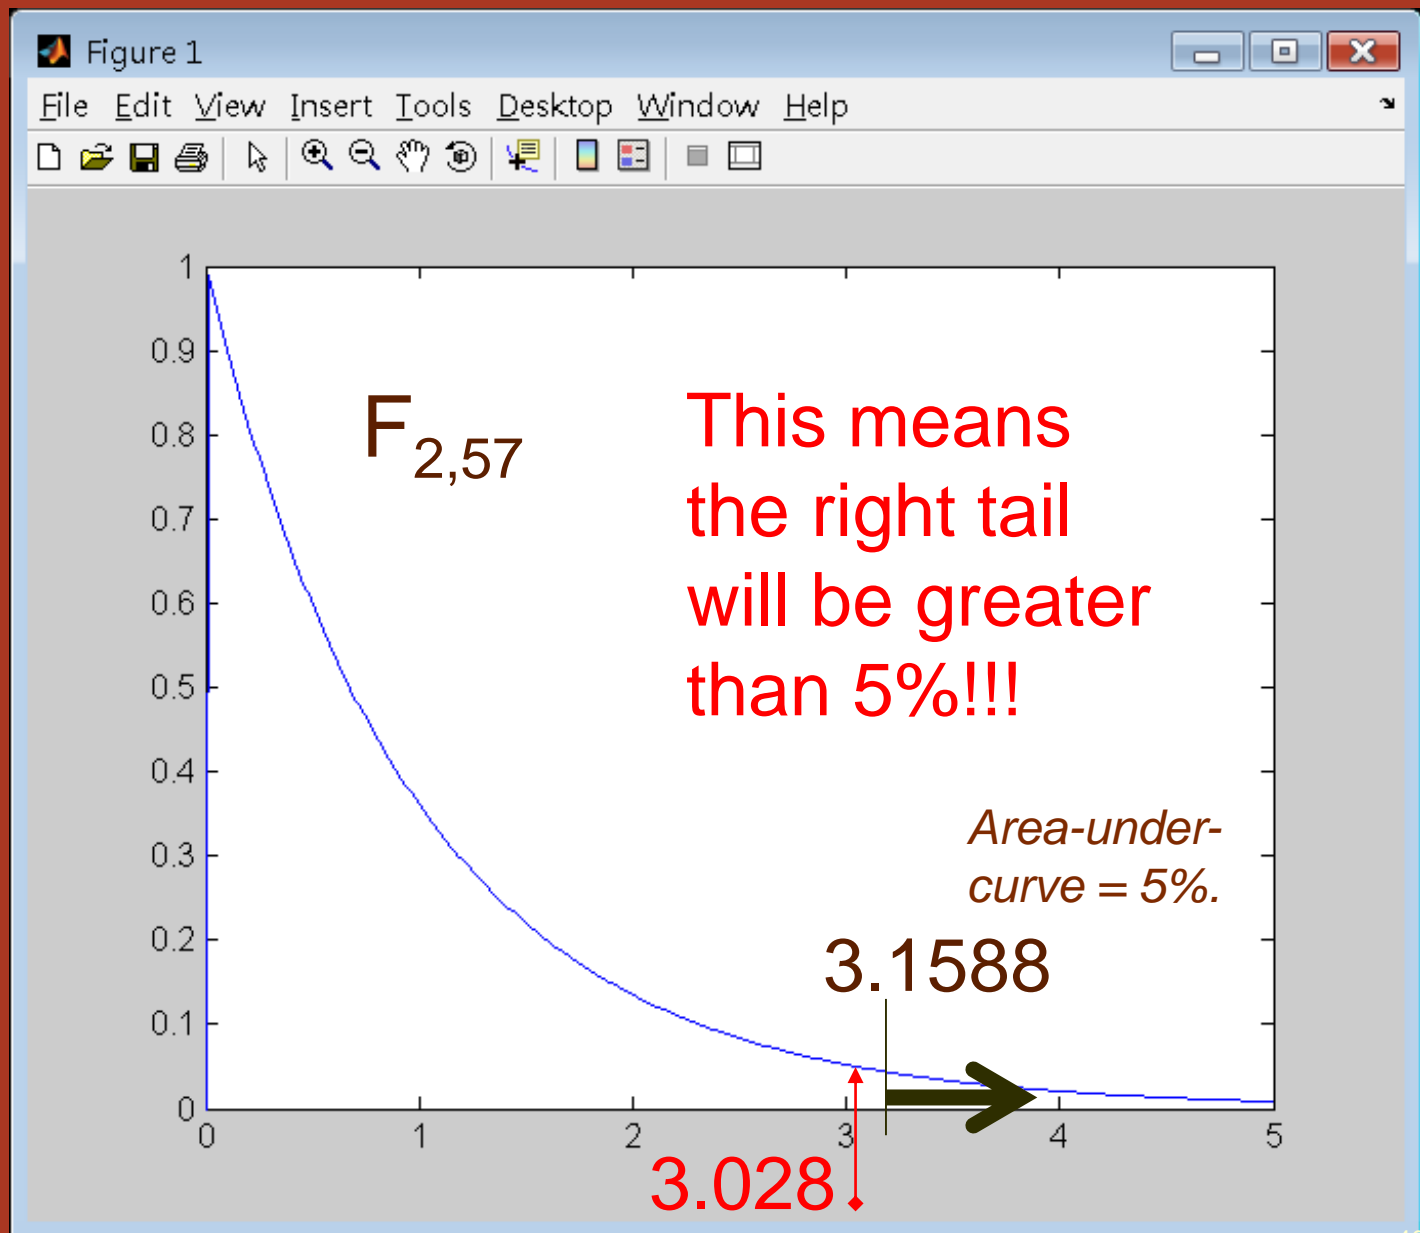 Figure 1
File Edit View Insert Tools Desktop Window Help
1
0.9
0.8
0.7
0.6
0.5
0.4
0.3
0.2
0.1
0
0 1 2 3 4 5
F2,57
This means
the right tail
will be greater
than 5%!!!
Area-under-
curve = 5%.
3.1588
3.028